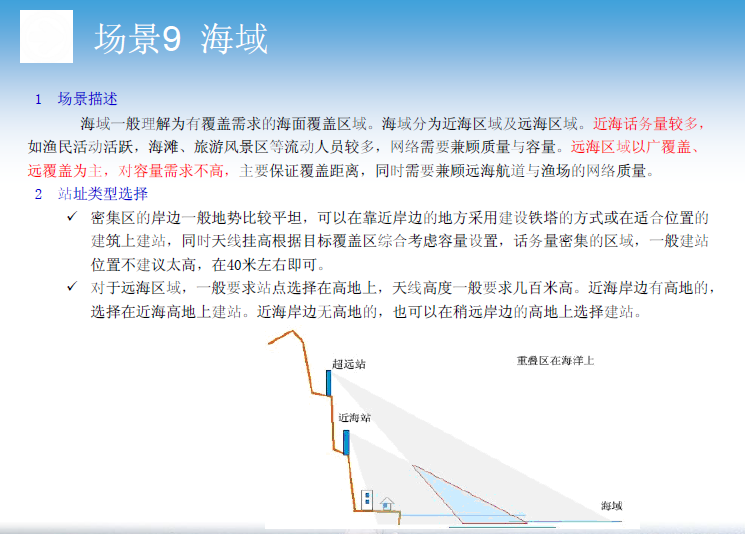 场景9 海域
1 场景描述
海域一般理解为有覆盖需求的海面覆盖区域。海域分为近海区域及远海区域。近海话务量较多，
如渔民活动活跃，海滩、旅游风景区等流动人员较多，网络需要兼顾质量与容量。远海区域以广覆盖、
远覆盖为主，对容量需求不高，主要保证覆盖距离，同时需要兼顾远海航道与渔场的网络质量。
2 站址类型选择
✓ 密集区的岸边一般地势比较平坦，可以在靠近岸边的地方采用建设铁塔的方式或在适合位置的
建筑上建站，同时天线挂高根据目标覆盖区综合考虑容量设置，话务量密集的区域，一般建站
位置不建议太高，在40米左右即可。
✓ 对于远海区域，一般要求站点选择在高地上，天线高度一般要求几百米高。近海岸边有高地的，
选择在近海高地上建站。近海岸边无高地的，也可以在稍远岸边的高地上选择建站。
超远站
重叠区在海洋上
近海站
海域